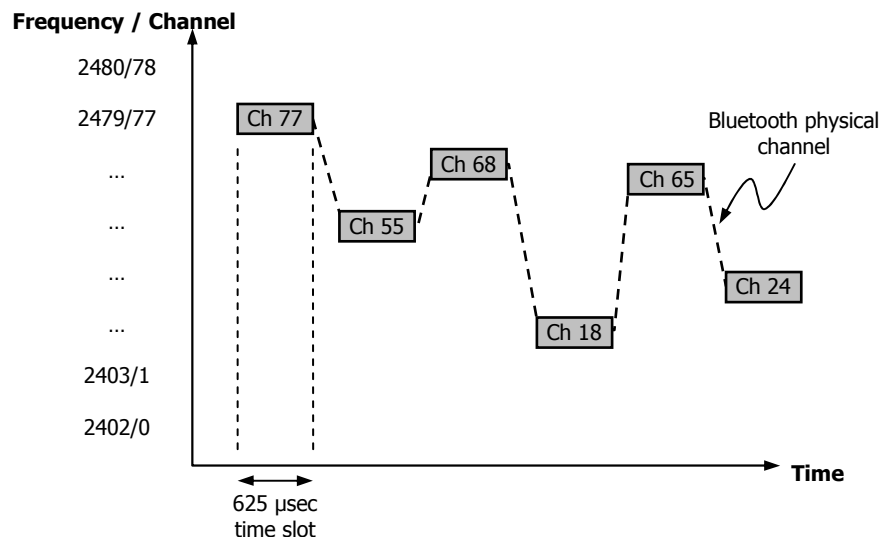 Frequency / Channel
2480/78
2479/77
...
...
...
...
2403/1
2402/0
Ch 77
Ch 55
Ch 68
Ch 18
Ch 65
Ch 24
Bluetooth physical
channel
Time
625 µsec
time slot